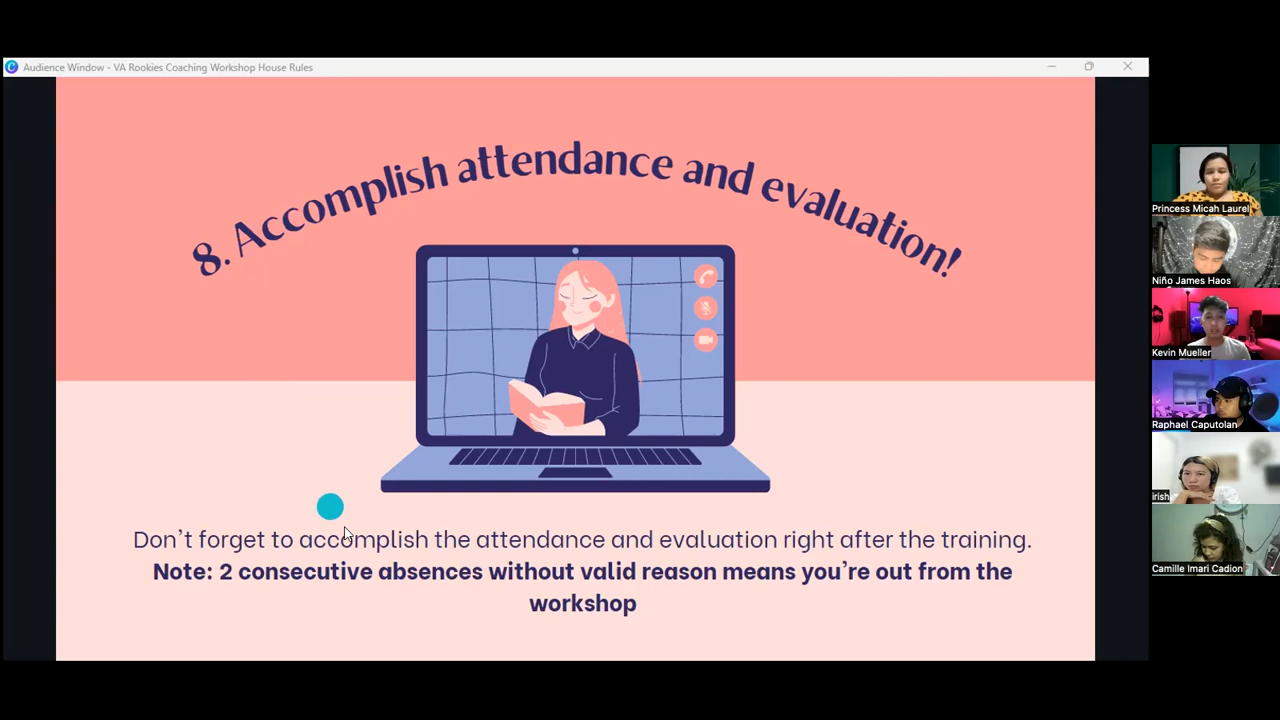 Audience Window - VA Rookies Coaching Workshop House Rules
8. Accomplish attendance and evaluation!
Don't forget to accomplish the attendance and evaluation right after the training.
Note: 2 consecutive absences without valid reason means you're out from the
workshop
Princess Micah Laurel
Niño James Haos
Kevin Mueller
Raphael Caputolan
irish
Camille Imari Cadion